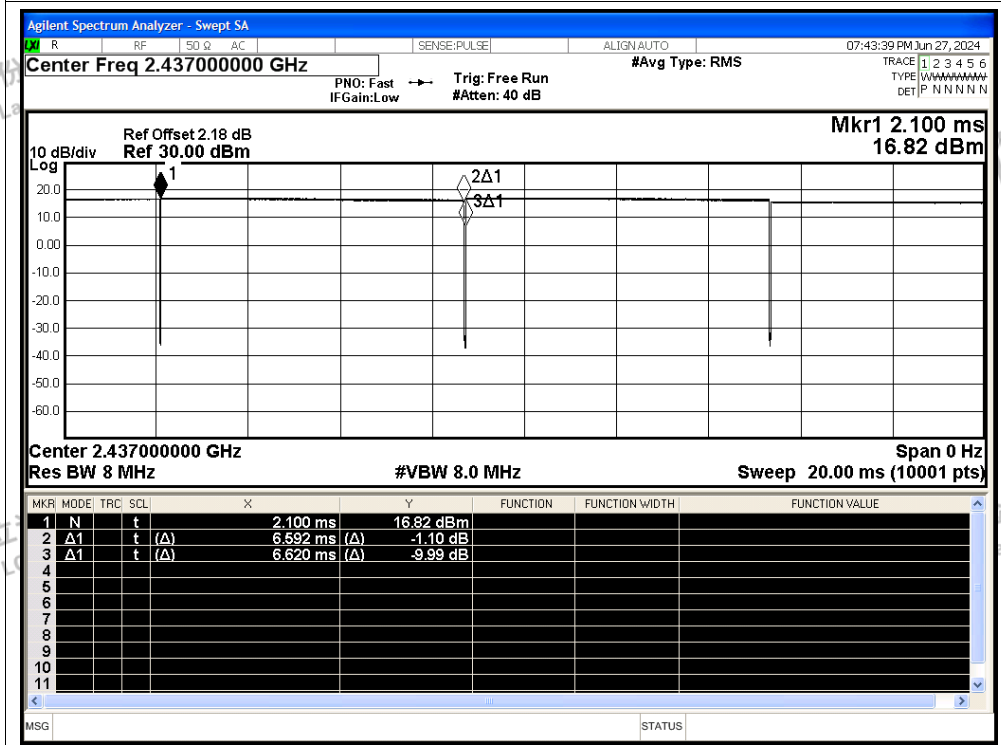 Agilent Spectrum Analyzer - Swept SA
LXI R RF 50 Ω AC SENSE:PULSE ALIGN AUTO 07:43:39 PM Jun 27, 2024
Center Freq 2.437000000 GHz #Avg Type: RMS TRACE 1 2 3 4 5 6
PNO: Fast Trig: Free Run TYPE WWWWWW
IFGain:Low #Atten: 40 dB DET P N N N N N
Mkr1 2.100 ms
Ref Offset 2.18 dB
10 dB/div Ref 30.00 dBm 16.82 dBm
Log
1
2Δ1
20.0
3Δ1
10.0
0.00
-10.0
-20.0
-30.0
-40.0
-50.0
-60.0
Center 2.437000000 GHz Span 0 Hz
Res BW 8 MHz #VBW 8.0 MHz Sweep 20.00 ms (10001 pts)
MKR MODE TRC SCL X Y FUNCTION FUNCTION WIDTH FUNCTION VALUE
1 N t 2.100 ms 16.82 dBm
2 Δ1 t (Δ) 6.592 ms (Δ) -1.10 dB
3 Δ1 t (Δ) 6.620 ms (Δ) -9.99 dB
4
5
6
7
8
9
10
11
MSG STATUS